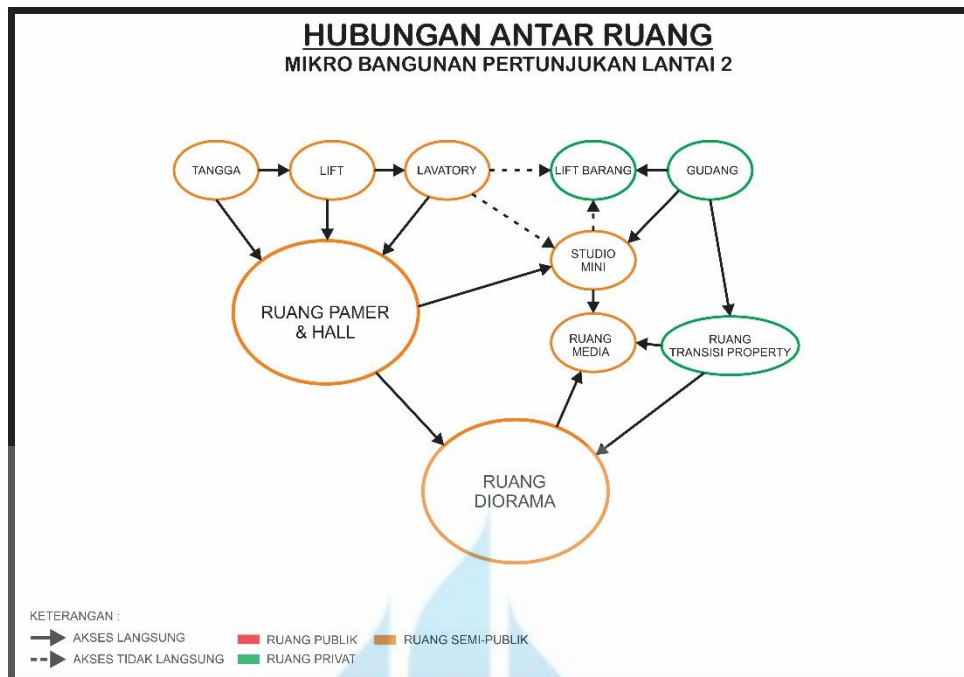 HUBUNGAN ANTAR RUANG
MIKRO BANGUNAN PERTUNJUKAN LANTAI 2
TANGGA
LIFT
LAVATORY
LIFT BARANG
GUDANG
STUDIO
MINI
RUANG PAMER
& HALL
RUANG
MEDIA
RUANG
TRANSISI PROPERTY
RUANG
DIORAMA
KETERANGAN :
AKSES LANGSUNG
RUANG PUBLIK
RUANG SEMI-PUBLIK
AKSES TIDAK LANGSUNG
RUANG PRIVAT